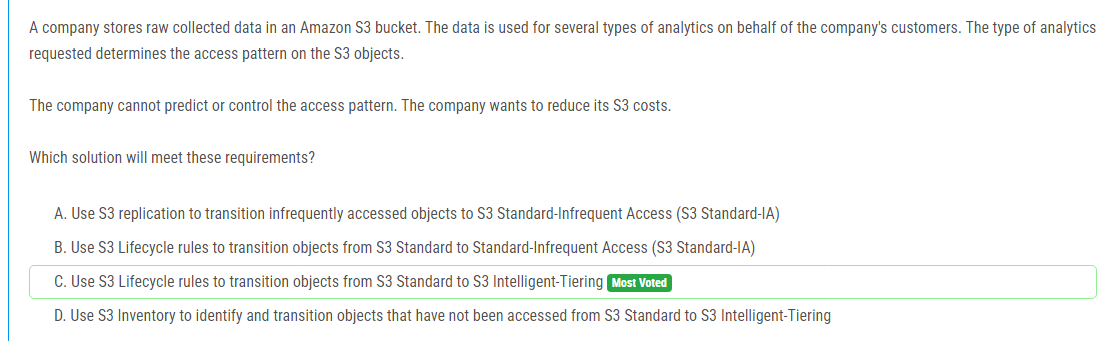 A company stores raw collected data in an Amazon S3 bucket. The data is used for several types of analytics on behalf of the company's customers. The type of analytics
requested determines the access pattern on the S3 objects.
The company cannot predict or control the access pattern. The company wants to reduce its S3 costs.
Which solution will meet these requirements?
A. Use S3 replication to transition infrequently accessed objects to S3 Standard-Infrequent Access (S3 Standard-IA)
B. Use S3 Lifecycle rules to transition objects from S3 Standard to Standard-Infrequent Access (S3 Standard-IA)
C. Use S3 Lifecycle rules to transition objects from S3 Standard to S3 Intelligent-Tiering Most Voted
D. Use S3 Inventory to identify and transition objects that have not been accessed from S3 Standard to S3 Intelligent-Tiering